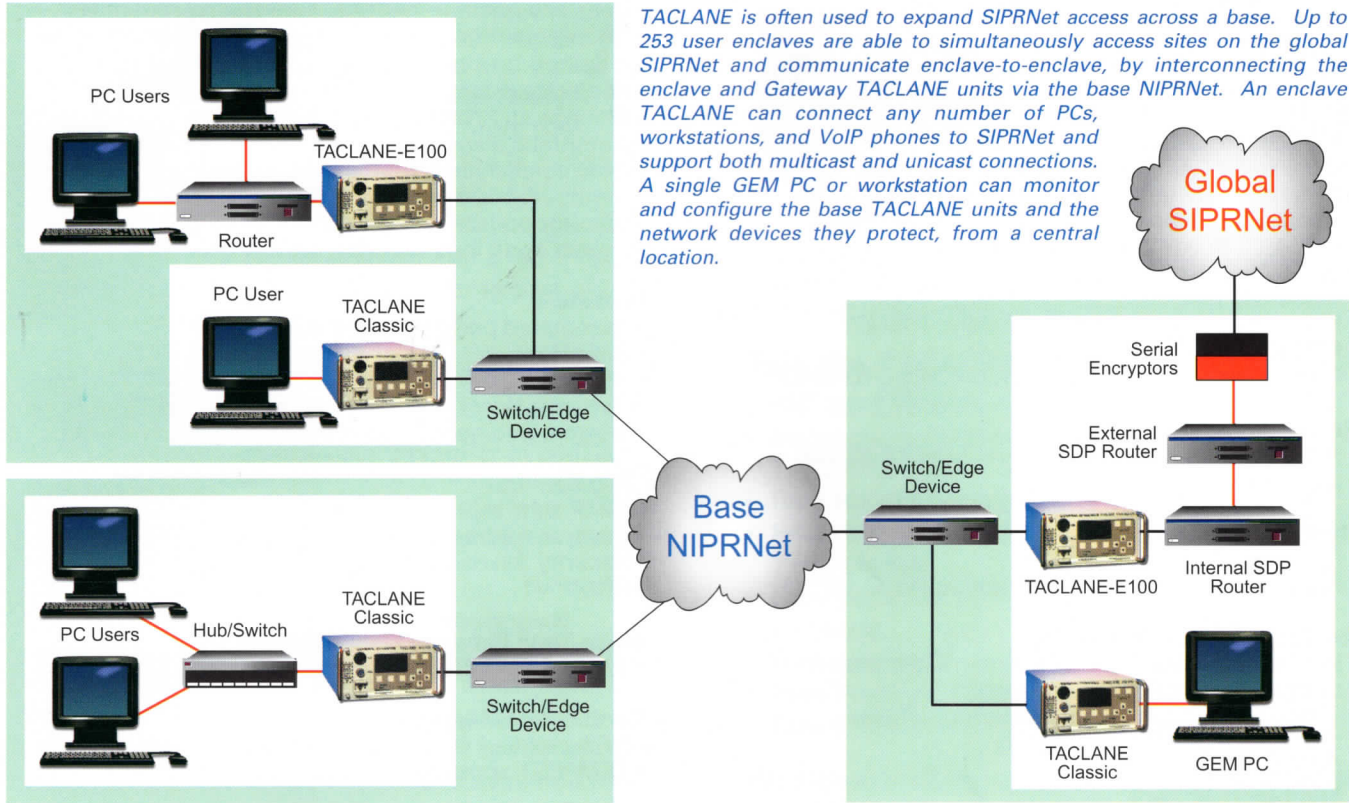 TACLANE is often used to expand SIPRNet access across a base. Up to
253 user enclaves are able to simultaneously access sites on the global
SIPRNet and communicate enclave-to-enclave, by interconnecting the
enclave and Gateway TACLANE units via the base NIPRNet. An enclave
TACLANE can connect any number of PCs,
workstations, and VoIP phones to SIPRNet and
support both multicast and unicast connections.
A single GEM PC or workstation can monitor
and configure the base TACLANE units and the
network devices they protect, from a central
location.
PC Users
TACLANE-E100
Router
PC User
TACLANE
Classic
Switch/Edge
Device
PC Users
Hub/Switch
TACLANE
Classic
Switch/Edge
Device
Base
NIPRNet
Global
SIPRNet
Serial
Encryptors
External
SDP Router
Switch/Edge
Device
TACLANE-E100
Internal SDP
Router
TACLANE
Classic
GEM PC